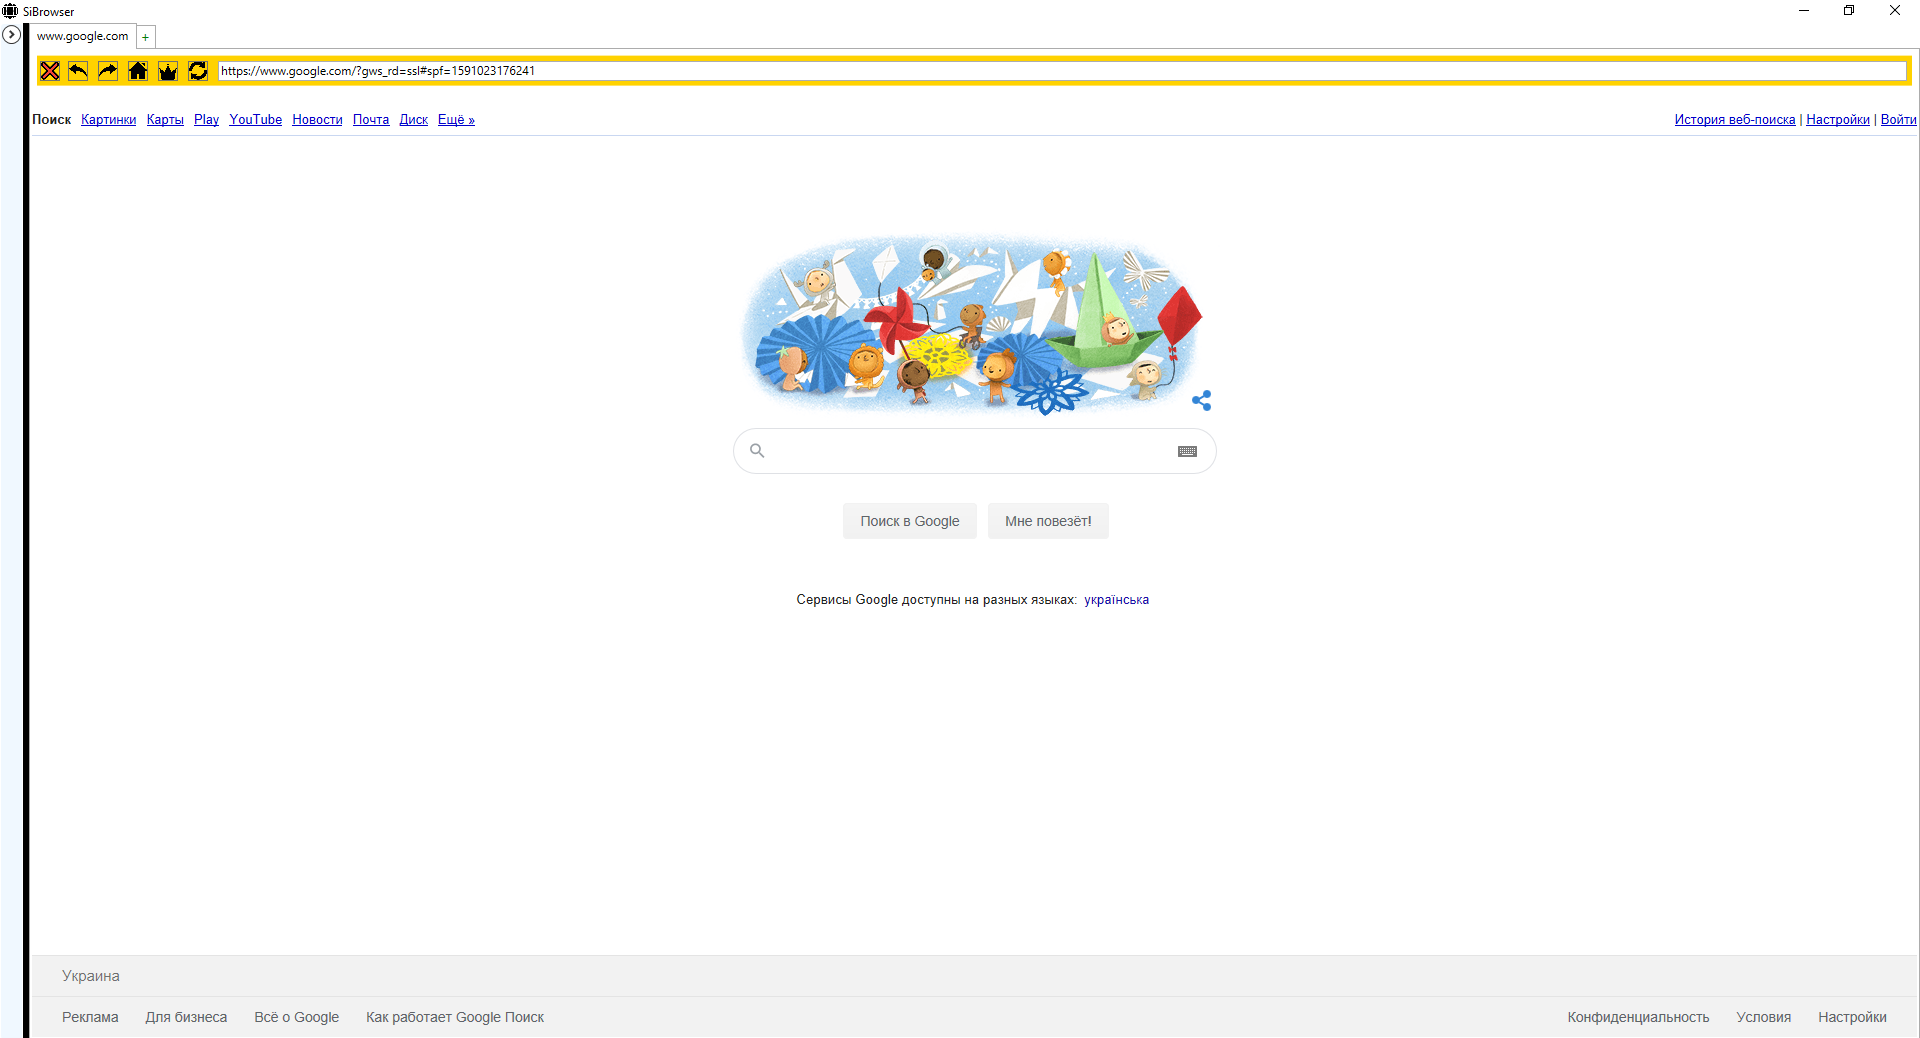 SiBrowser
www.google.com +
https://www.google.com/?gws_rd=ssl#spf=1591023176241
Поиск Картинки Карты Play YouTube Новости Почта Диск Ещё » История веб-поиска | Настройки | Войти
Поиск в Google Мне повезёт!
Сервисы Google доступны на разных языках: українська
Украина
Реклама Для бизнеса Всё о Google Как работает Google Поиск Конфиденциальность Условия Настройки